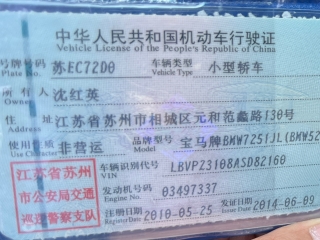 中华人民共和国机动车行驶证
Vehicle License of the People's Republic of China
号牌号码 苏EC72D0 车辆类型 小型轿车
Plate No. Vehicle Type
所有人 沈红英
Owner
住址 江苏省苏州市相城区元和范蠡路130号
Address
使用性质 非营运 品牌型号 宝马牌BMW7251JL(BMW52
Use Character Model
江苏省苏州
市公安局交通
巡逻警察支队
车辆识别代号 LBVP23108ASD82160
VIN
发动机号码 03497337
Engine No.
注册日期 2010-05-25 发证日期 2014-06-09
Register Date Issue Date